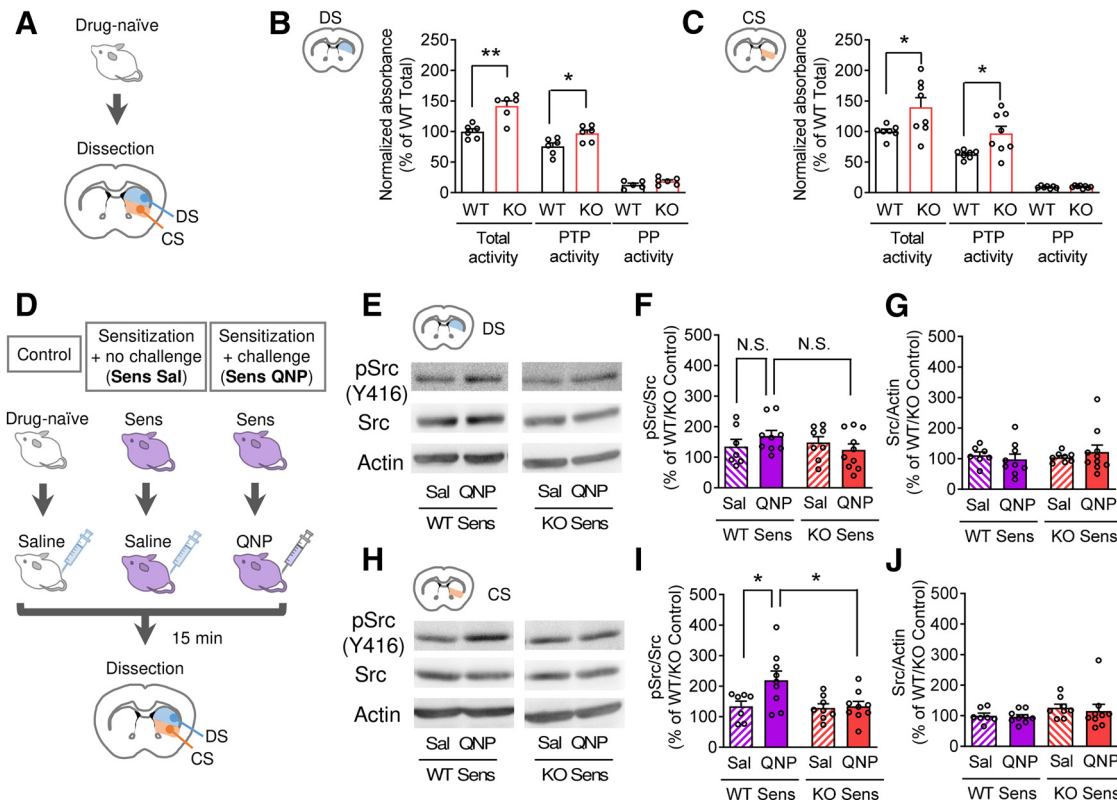 A
Drug-naïve
Dissection
DS
CS
B
DS
Normalized absorbance
(% of WT Total)
250
200
150
100
50
0
**
*
WT KO WT KO WT KO
Total activity
PTP activity
PP activity
C
CS
Normalized absorbance
(% of WT Total)
250
200
150
100
50
0
*
*
WT KO WT KO WT KO
Total activity
PTP activity
PP activity
D
Control
Sensitization
+ no challenge
(Sens Sal)
Sensitization
+ challenge
(Sens QNP)
Drug-naïve Sens Sens
Saline Saline QNP
15 min
Dissection
DS
CS
E
DS
pSrc
(Y416)
Src
Actin
Sal QNP Sal QNP
WT Sens KO Sens
F
pSrc/Src
(% of WT/KO Control)
500
400
300
200
100
0
N.S. N.S.
Sal QNP Sal QNP
WT Sens KO Sens
G
Src/Actin
(% of WT/KO Control)
500
400
300
200
100
0
Sal QNP Sal QNP
WT Sens KO Sens
H
CS
pSrc
(Y416)
Src
Actin
Sal QNP Sal QNP
WT Sens KO Sens
I
pSrc/Src
(% of WT/KO Control)
500
400
300
200
100
0
* *
Sal QNP Sal QNP
WT Sens KO Sens
J
Src/Actin
(% of WT/KO Control)
500
400
300
200
100
0
Sal QNP Sal QNP
WT Sens KO Sens